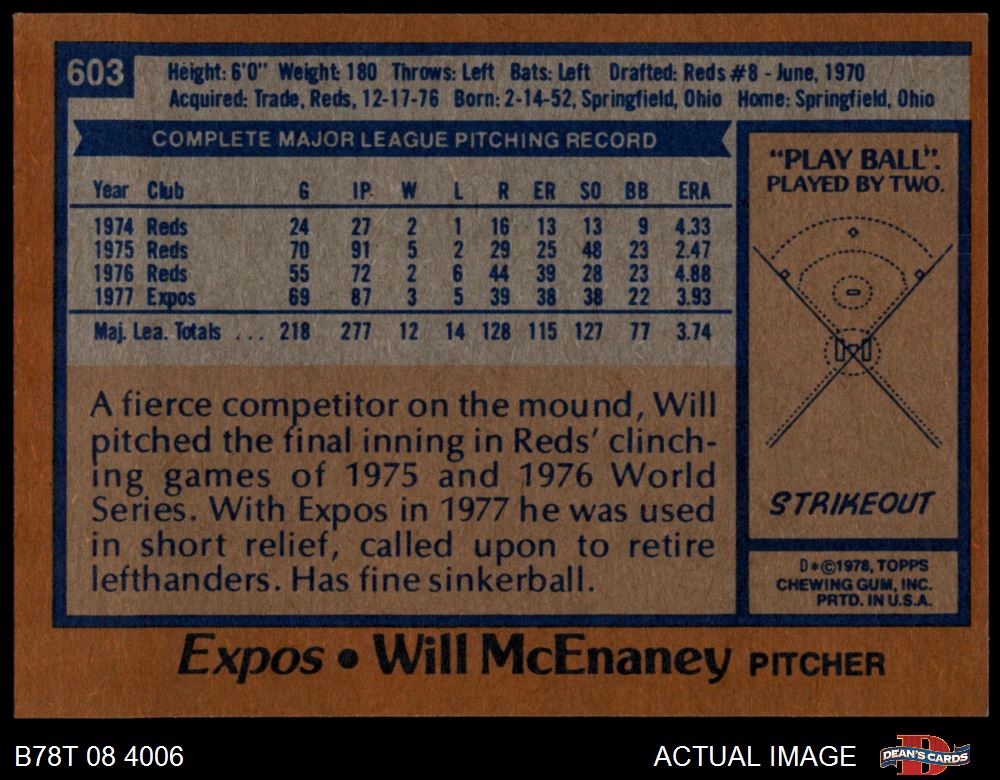 603
Height: 6'0" Weight: 180 Throws: Left Bats: Left Drafted: Reds #8 - June, 1970
Acquired: Trade, Reds, 12-17-76 Born: 2-14-52, Springfield, Ohio Home: Springfield, Ohio
COMPLETE MAJOR LEAGUE PITCHING RECORD
Year Club G IP. W L R ER SO BB ERA
1974 Reds 24 27 2 1 16 13 13 9 4.33
1975 Reds 70 91 5 2 29 25 48 23 2.47
1976 Reds 55 72 2 6 44 39 28 23 4.88
1977 Expos 69 87 3 5 39 38 38 22 3.93
Maj. Lea. Totals ... 218 277 12 14 128 115 127 77 3.74
A fierce competitor on the mound, Will
pitched the final inning in Reds' clinch-
ing games of 1975 and 1976 World
Series. With Expos in 1977 he was used
in short relief, called upon to retire
lefthanders. Has fine sinkerball.
"PLAY BALL".
PLAYED BY TWO.
STRIKEOUT
D*©1978, TOPPS
CHEWING GUM, INC.
PRTD. IN U.S.A.
Expos • Will McEnaney PITCHER
B78T 08 4006
ACTUAL IMAGE
D
DEAN'S CARDS